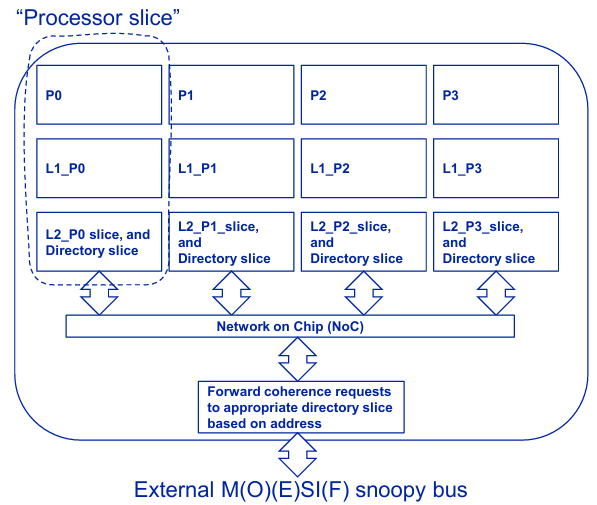 “Processor slice”
P0
P1
P2
P3
L1_P0
L1_P1
L1_P2
L1_P3
L2_P0 slice, and
Directory slice
L2_P1_slice,
and
Directory slice
L2_P2_slice,
and
Directory slice
L2_P3_slice,
and
Directory slice
Network on Chip (NoC)
Forward coherence requests
to appropriate directory slice
based on address
External M(O)(E)SI(F) snoopy bus